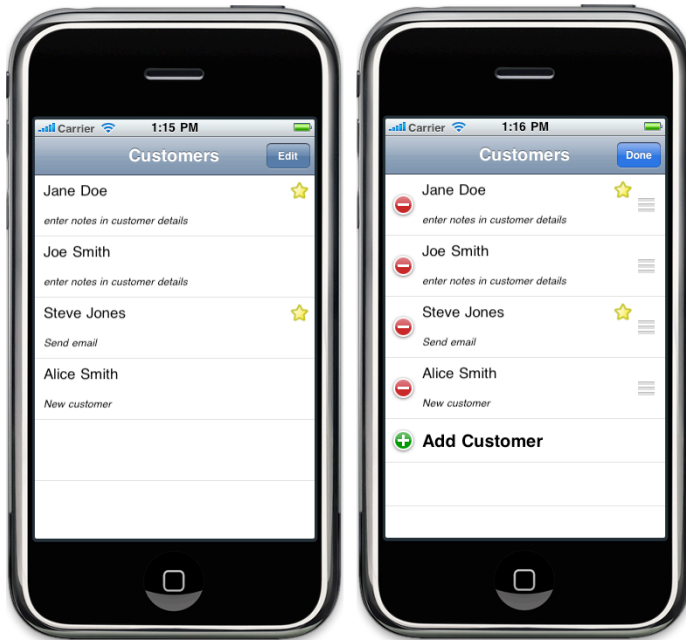 Carrier 1:15 PM
Customers Edit
Jane Doe
enter notes in customer details
Joe Smith
enter notes in customer details
Steve Jones
Send email
Alice Smith
New customer
Carrier 1:16 PM
Customers Done
Jane Doe
enter notes in customer details
Joe Smith
enter notes in customer details
Steve Jones
Send email
Alice Smith
New customer
Add Customer